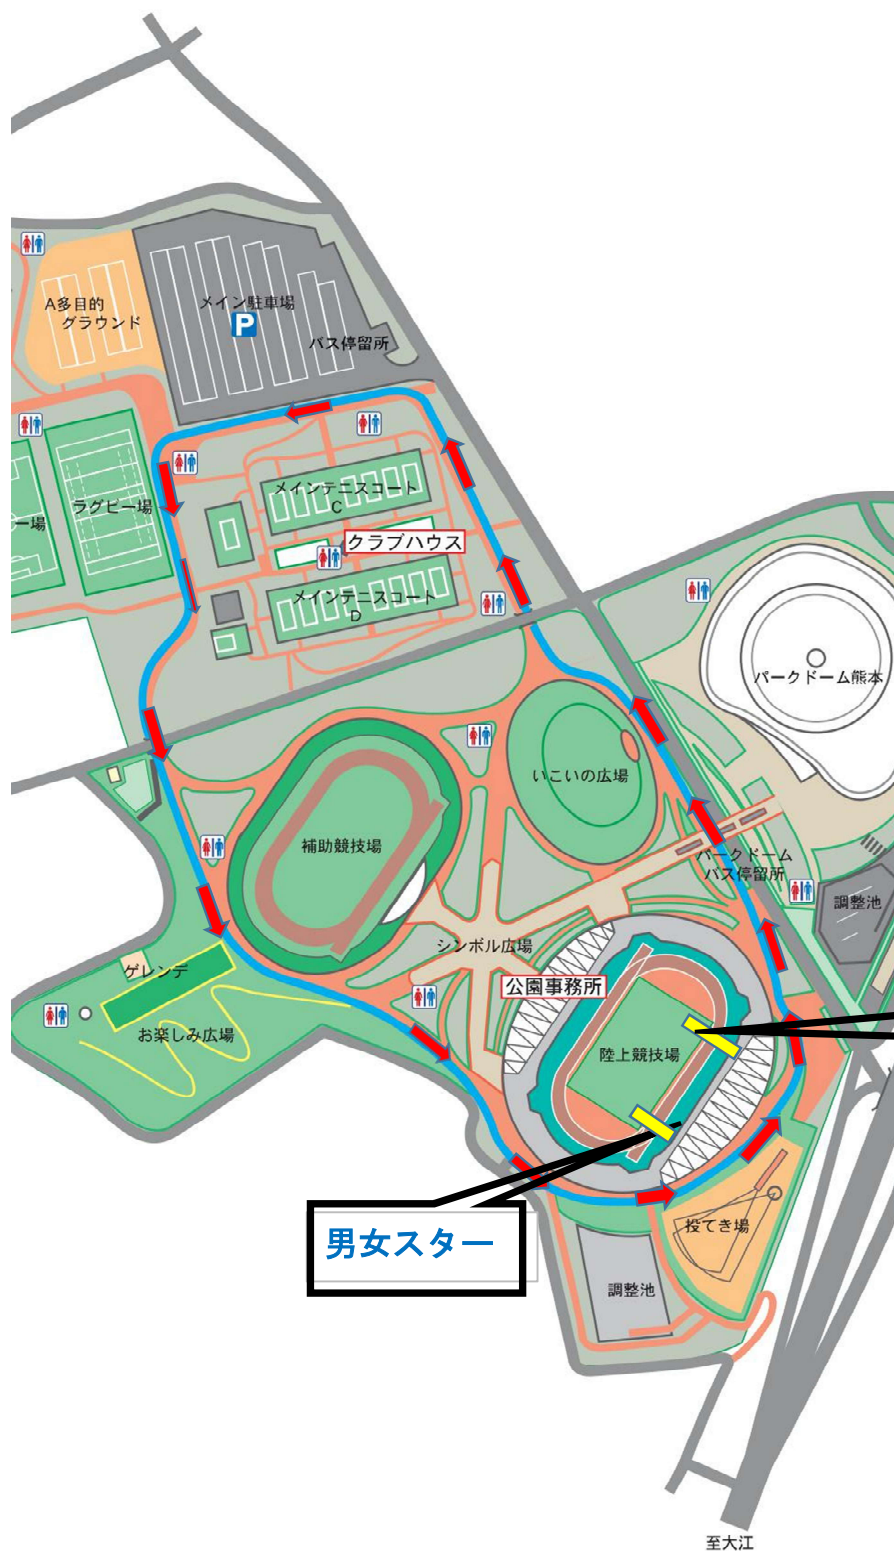 メイン駐車場
P
バス停留所
A多目的
グラウンド
ラグビー場
ー場
メインテニスコート
C
クラブハウス
メインテニスコート
D
パークドーム熊本
いこいの広場
補助競技場
パークドーム
バス停留所
調整池
シンボル広場
ゲレンデ
公園事務所
お楽しみ広場
陸上競技場
投てき場
男女スター
調整池
至大江